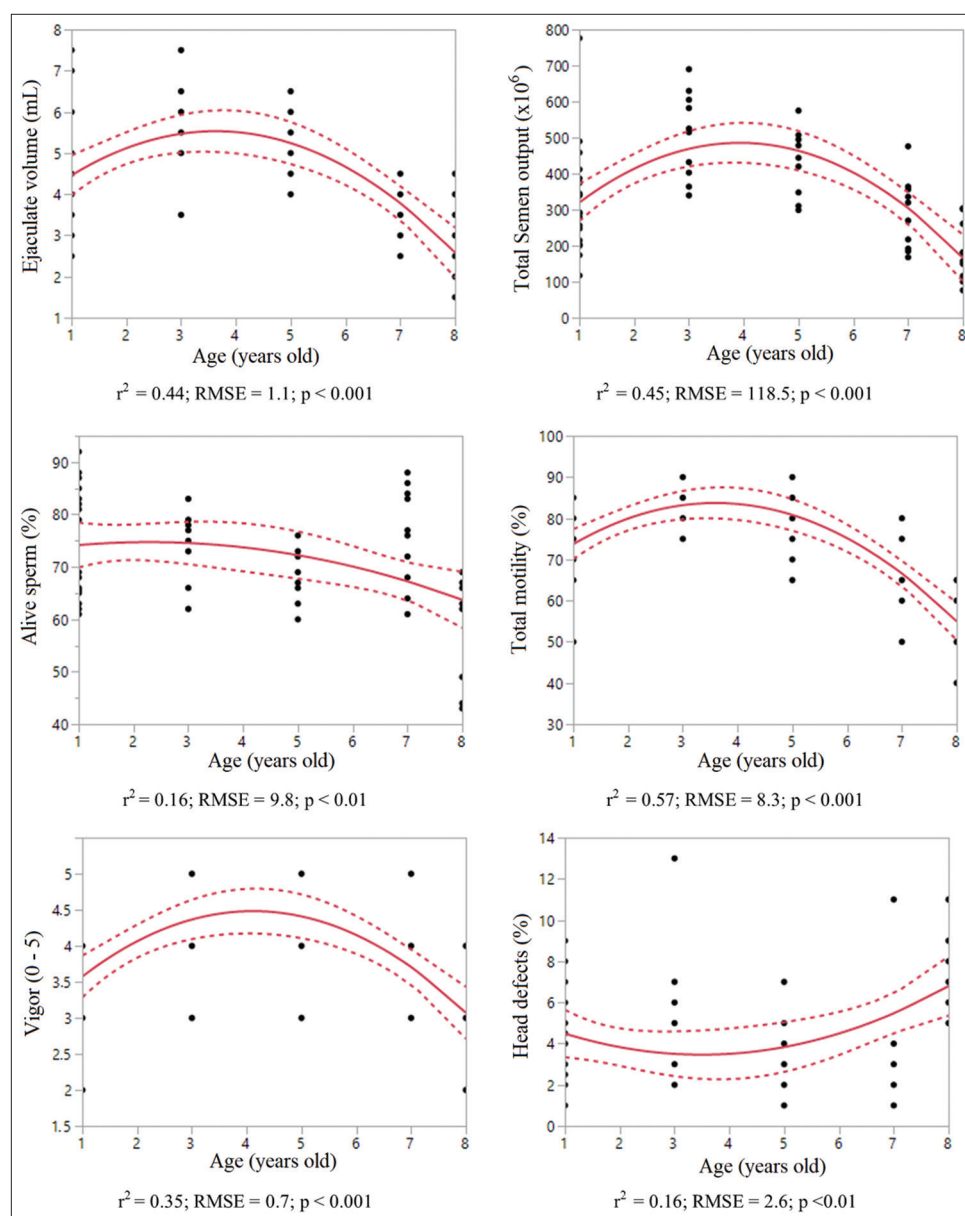 Ejaculate volume (mL)
8
7
6
5
4
3
2
1
1 2 3 4 5 6 7 8
Age (years old)
r² = 0.44; RMSE = 1.1; p < 0.001
Total Semen output (x10⁶)
800
700
600
500
400
300
200
100
0
1 2 3 4 5 6 7 8
Age (years old)
r² = 0.45; RMSE = 118.5; p < 0.001
Alive sperm (%)
90
80
70
60
50
40
1 2 3 4 5 6 7 8
Age (years old)
r² = 0.16; RMSE = 9.8; p < 0.01
Total motility (%)
100
90
80
70
60
50
40
30
1 2 3 4 5 6 7 8
Age (years old)
r² = 0.57; RMSE = 8.3; p < 0.001
Vigor (0 - 5)
5
4.5
4
3.5
3
2.5
2
1.5
1 2 3 4 5 6 7 8
Age (years old)
r² = 0.35; RMSE = 0.7; p < 0.001
Head defects (%)
14
12
10
8
6
4
2
0
1 2 3 4 5 6 7 8
Age (years old)
r² = 0.16; RMSE = 2.6; p <0.01